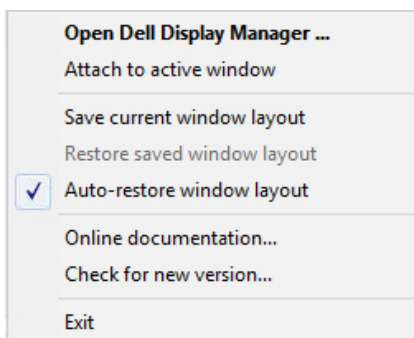 Open Dell Display Manager ...
Attach to active window
Save current window layout
Restore saved window layout
Auto-restore window layout
Online documentation...
Check for new version...
Exit